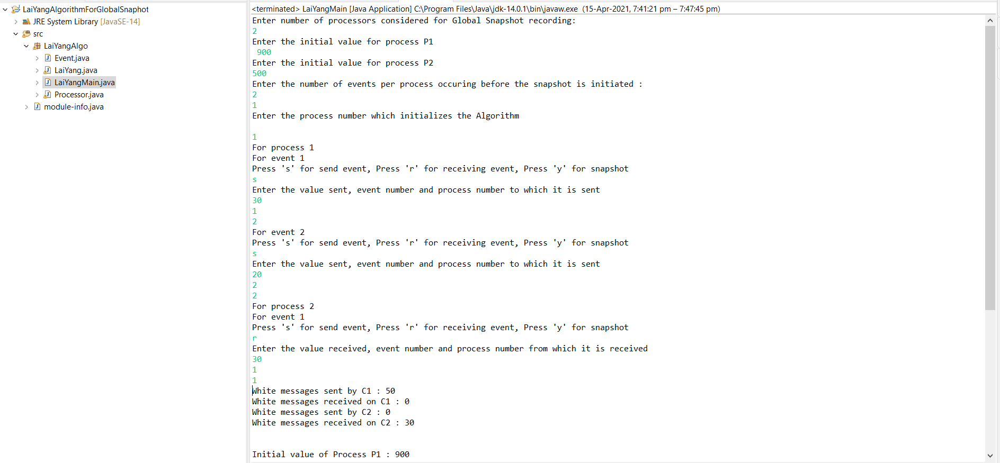 LaiYangAlgorithmForGlobalSnaphot
JRE System Library [JavaSE-14]
src
LaiYangAlgo
Event.java
LaiYang.java
LaiYangMain.java
Processor.java
module-info.java
<terminated> LaiYangMain [Java Application] C:\Program Files\Java\jdk-14.0.1\bin\javaw.exe (15-Apr-2021, 7:41:21 pm – 7:47:45 pm)
Enter number of processors considered for Global Snapshot recording:
2
Enter the initial value for process P1
900
Enter the initial value for process P2
500
Enter the number of events per process occuring before the snapshot is initiated :
2
1
Enter the process number which initializes the Algorithm
1
For process 1
For event 1
Press 's' for send event, Press 'r' for receiving event, Press 'y' for snapshot
s
Enter the value sent, event number and process number to which it is sent
30
1
2
For event 2
Press 's' for send event, Press 'r' for receiving event, Press 'y' for snapshot
s
Enter the value sent, event number and process number to which it is sent
20
2
2
For process 2
For event 1
Press 's' for send event, Press 'r' for receiving event, Press 'y' for snapshot
r
Enter the value received, event number and process number from which it is received
30
1
1
White messages sent by C1 : 50
White messages received on C1 : 0
White messages sent by C2 : 0
White messages received on C2 : 30
Initial value of Process P1 : 900